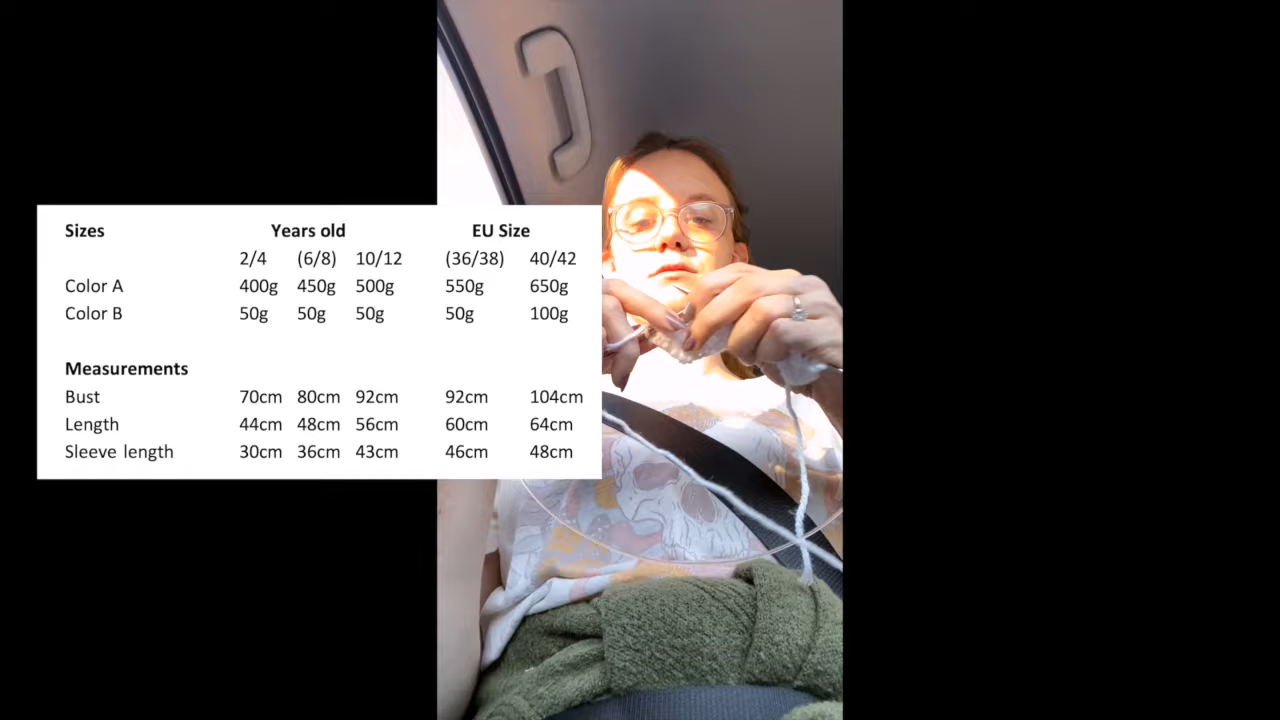 Sizes Years old EU Size
2/4 (6/8) 10/12 (36/38) 40/42
Color A 400g 450g 500g 550g 650g
Color B 50g 50g 50g 50g 100g
Measurements
Bust 70cm 80cm 92cm 92cm 104cm
Length 44cm 48cm 56cm 60cm 64cm
Sleeve length 30cm 36cm 43cm 46cm 48cm